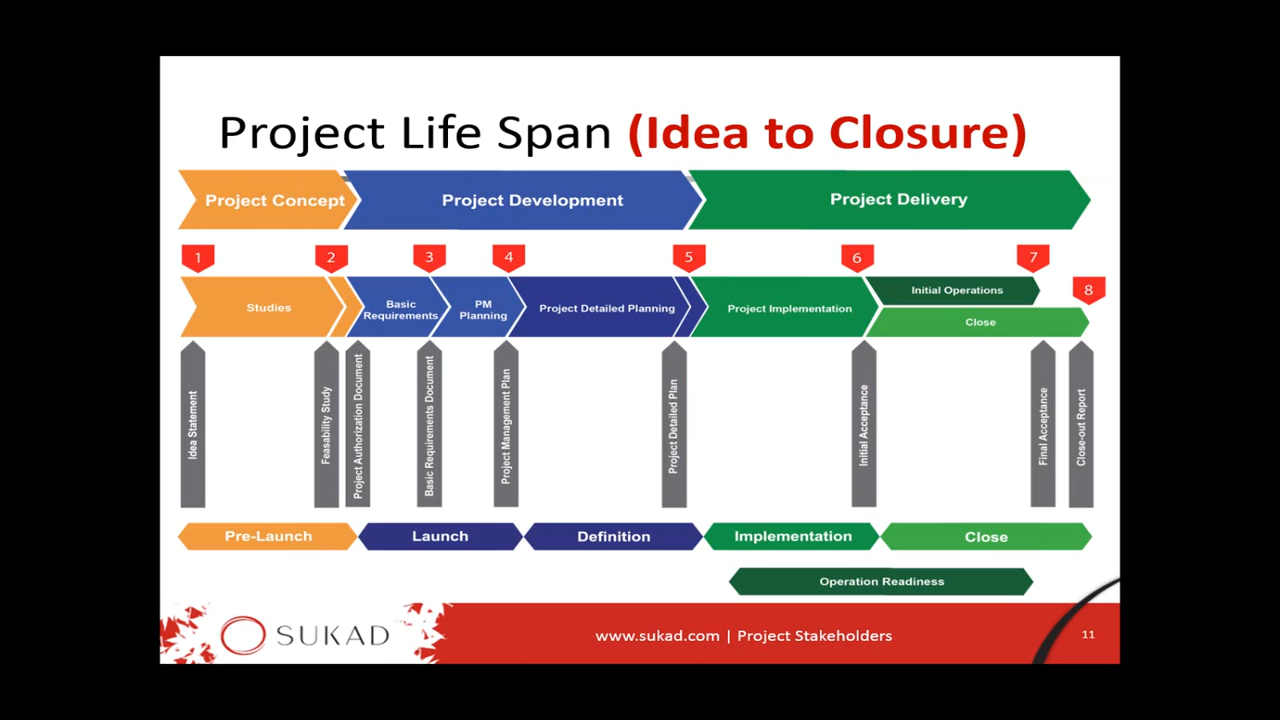 Project Life Span (Idea to Closure)
Project Concept
Project Development
Project Delivery
1
2
3
4
5
6
7
8
Studies
Basic
Requirements
PM
Planning
Project Detailed Planning
Project Implementation
Initial Operations
Close
Idea Statement
Feasability Study
Project Authorization Document
Basic Requirements Document
Project Management Plan
Project Detailed Plan
Initial Acceptance
Final Acceptance
Close-out Report
Pre-Launch
Launch
Definition
Implementation
Close
Operation Readiness
SUKAD
www.sukad.com | Project Stakeholders
11